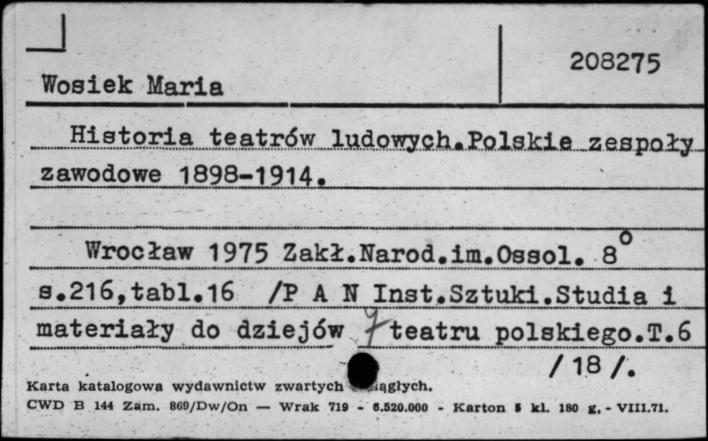 208275
Wosiek Maria
Historia teatrów ludowych.Polskie zespoły
zawodowe 1898-1914.
Wrocław 1975 Zakł.Narod.im.Ossol. 8°
s.216,tabl.16 /P A N Inst.Sztuki.Studia i
materiały do dziejów teatru polskiego.T.6
/18/.
Karta katalogowa wydawnictw zwartych
CWD B 144 Zam. 869/Dw/On — Wrak 719 - 6.520.000 - Karton 5 kl. 180 g. - VIII.71.